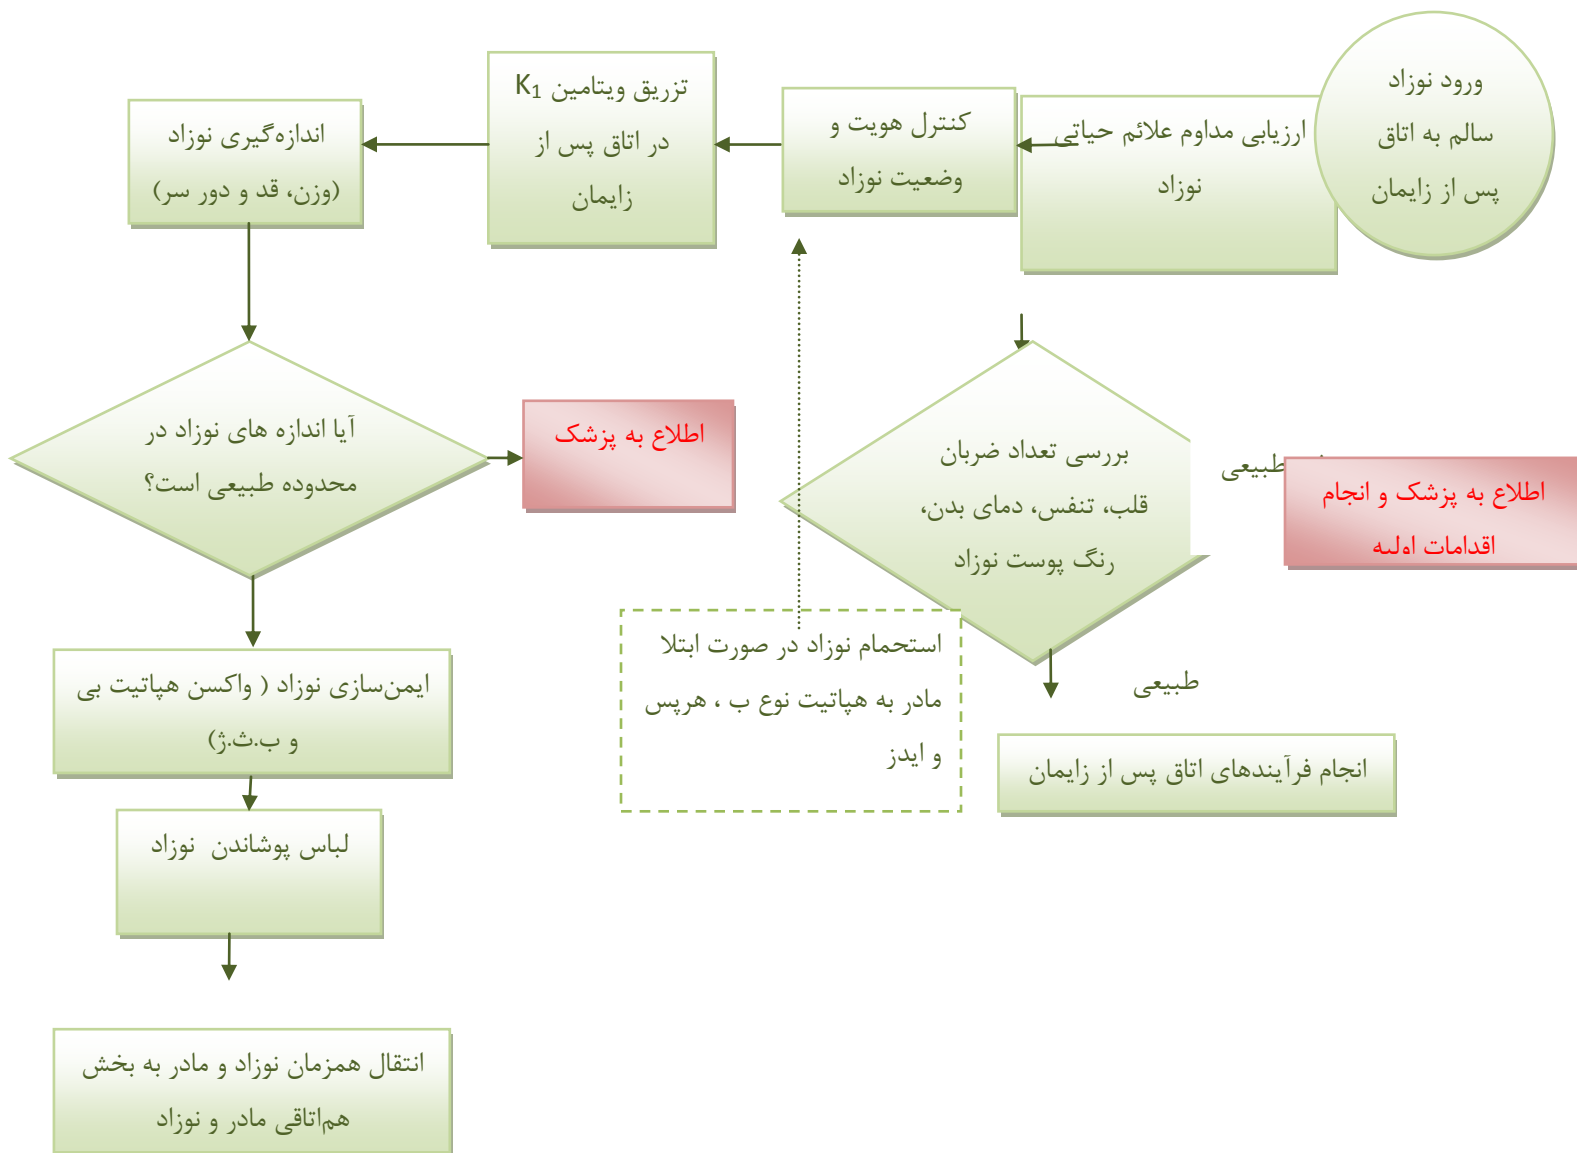 ورود نوزاد
سالم به اتاق
پس از زایمان
ارزیابی مداوم علائم حیاتی
نوزاد
کنترل هویت و
وضعیت نوزاد
تزریق ویتامین K₁
در اتاق پس از
زایمان
اندازه‌گیری نوزاد
(وزن، قد و دور سر)
آیا اندازه های نوزاد در
محدوده طبیعی است؟
اطلاع به پزشک
بررسی تعداد ضربان
قلب، تنفس، دمای بدن،
رنگ پوست نوزاد
طبیعی
اطلاع به پزشک و انجام
اقدامات اولیه
طبیعی
انجام فرآیندهای اتاق پس از زایمان
استحمام نوزاد در صورت ابتلا
مادر به هپاتیت نوع ب ، هرپس
و ایدز
ایمن‌سازی نوزاد ( واکسن هپاتیت بی
و ب.ث.ژ)
لباس پوشاندن نوزاد
انتقال همزمان نوزاد و مادر به بخش
هم‌اتاقی مادر و نوزاد